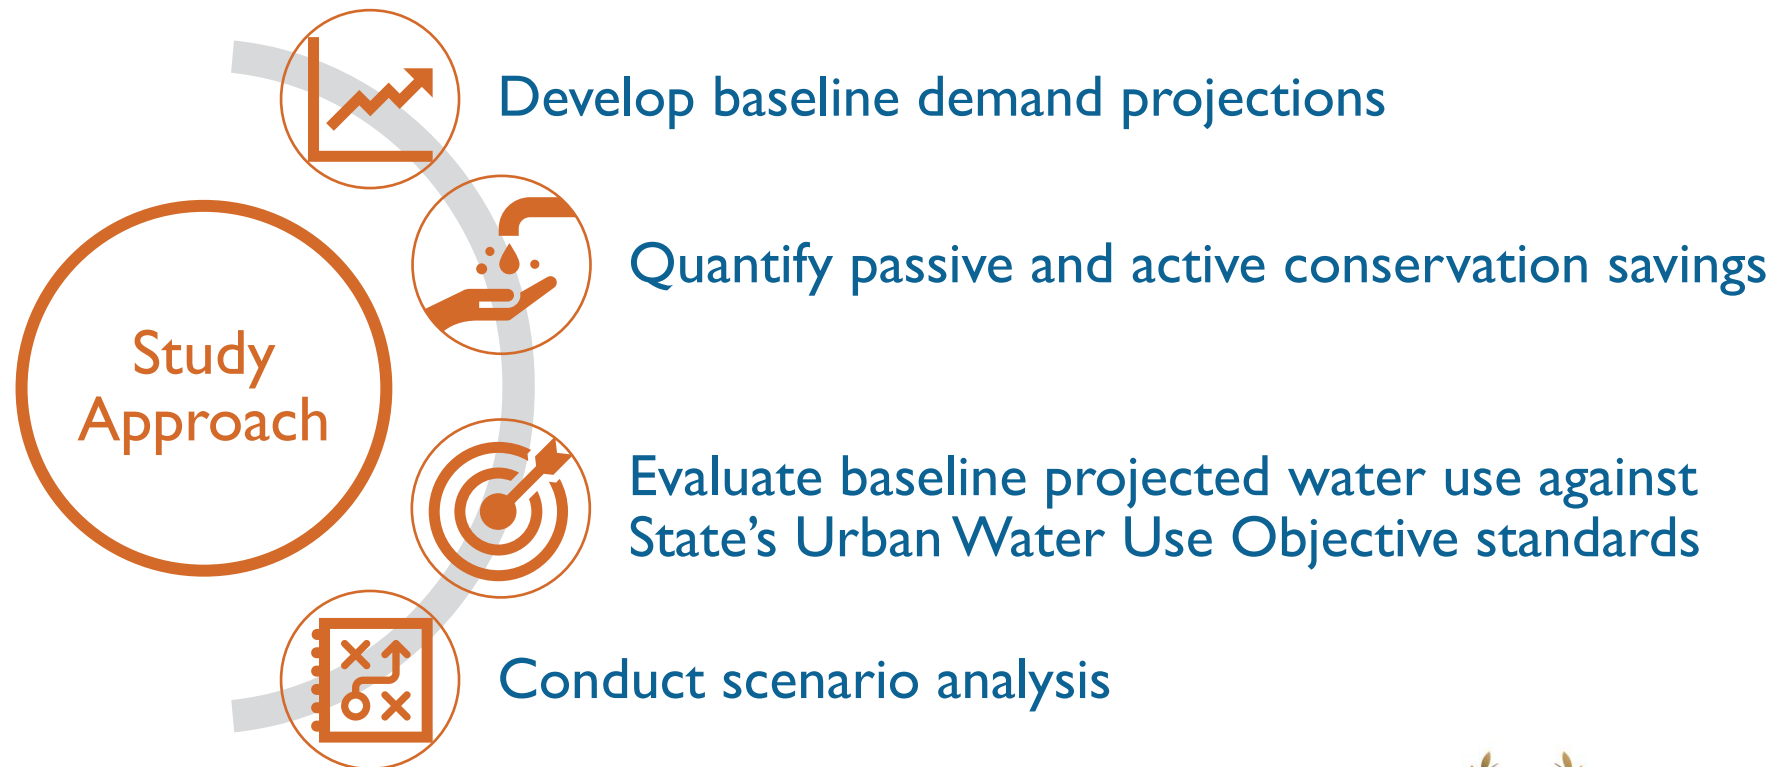 Develop baseline demand projections
Quantify passive and active conservation savings
Study
Approach
Evaluate baseline projected water use against
State’s Urban Water Use Objective standards
Conduct scenario analysis